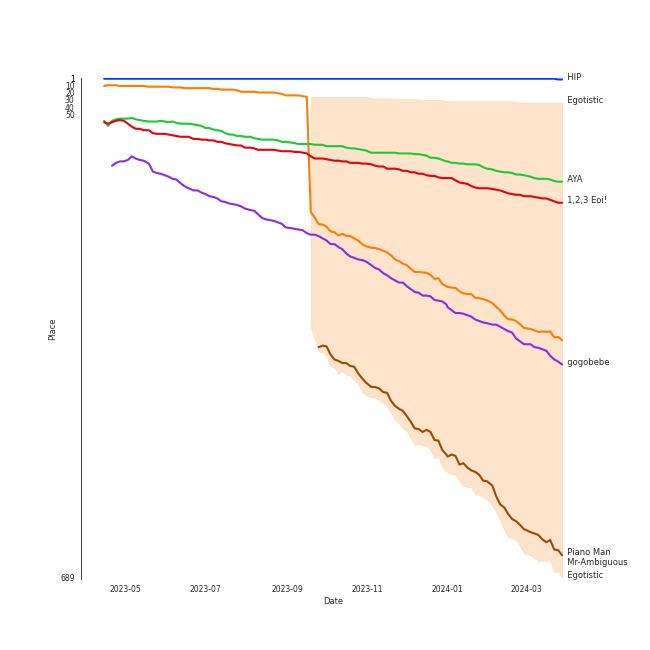 1
10
20
30
40
50
689
Place
HIP
Egotistic
AYA
1,2,3 Eoi!
gogobebe
Piano Man
Mr-Ambiguous
Egotistic
2023-05 2023-07 2023-09 2023-11 2024-01 2024-03
Date